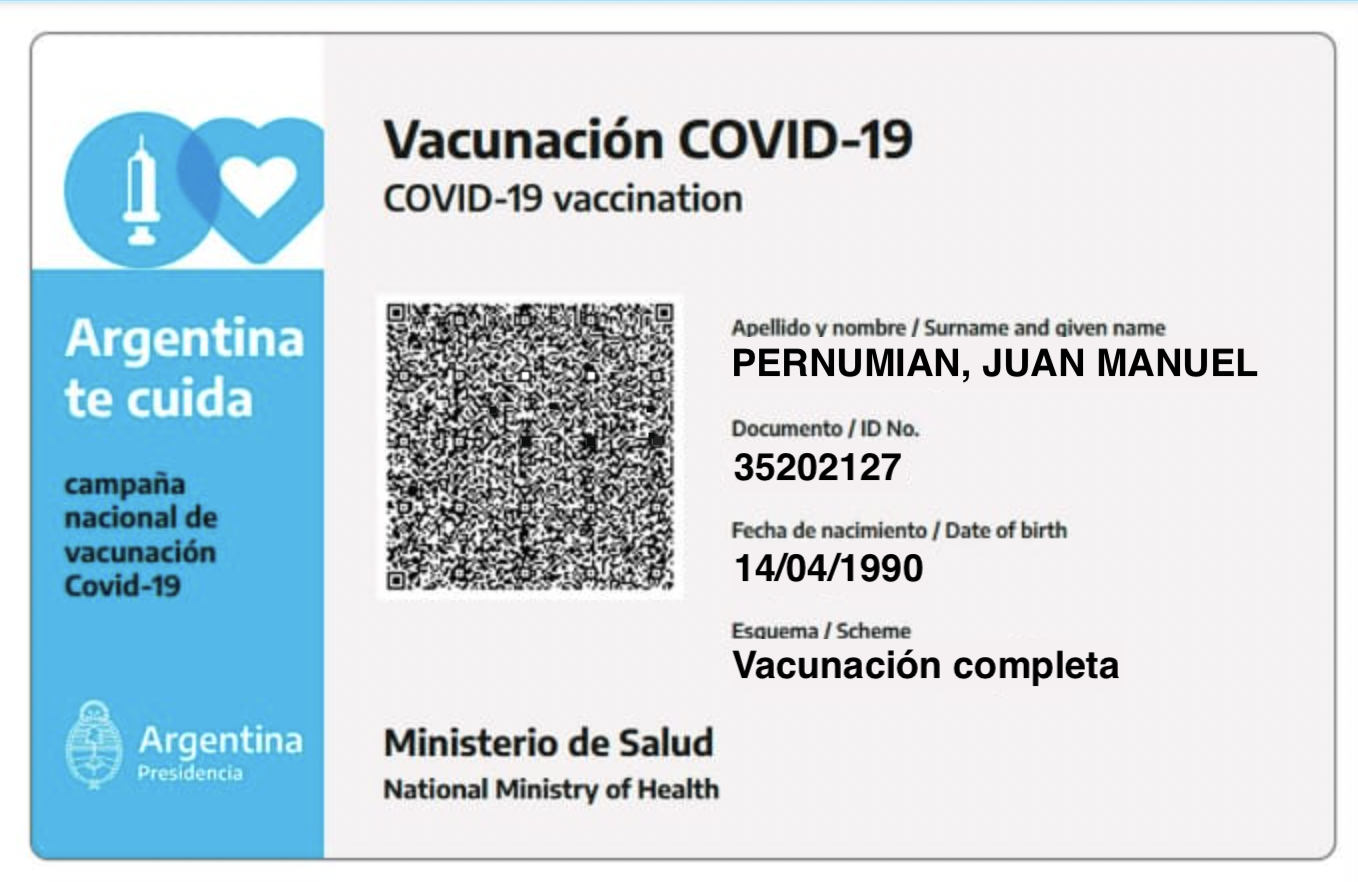 Vacunación COVID-19
COVID-19 vaccination
Argentina
te cuida
campaña
nacional de
vacunación
Covid-19
Argentina
Presidencia
Apellido y nombre / Surname and given name
PERNUMIAN, JUAN MANUEL
Documento / ID No.
35202127
Fecha de nacimiento / Date of birth
14/04/1990
Esquema / Scheme
Vacunación completa
Ministerio de Salud
National Ministry of Health